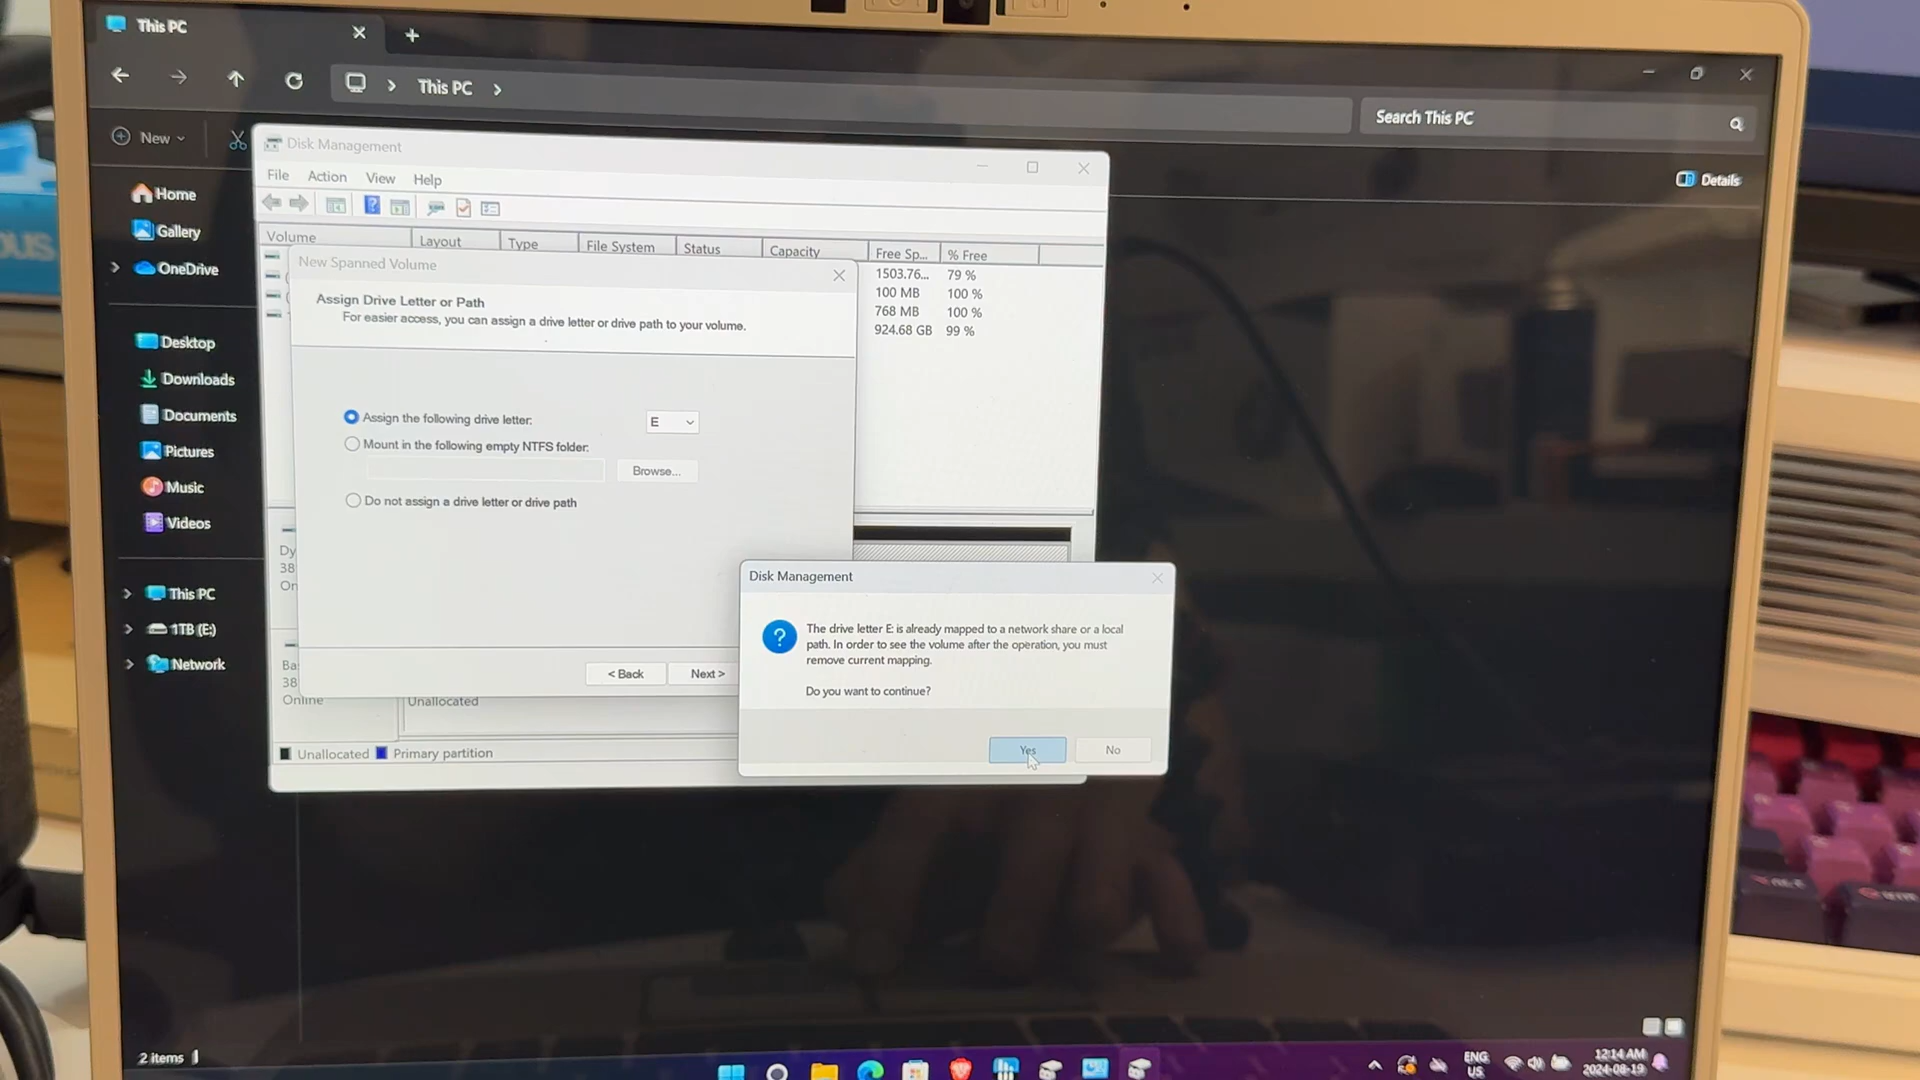 This PC
This PC
Search This PC
New
Details
Home
Gallery
OneDrive
Desktop
Downloads
Documents
Pictures
Music
Videos
This PC
1TB (E:)
Network
2 items
Disk Management
File Action View Help
Volume Layout Type File System Status Capacity Free Sp... % Free
1503.76... 79 %
100 MB 100 %
768 MB 100 %
924.68 GB 99 %
New Spanned Volume
Assign Drive Letter or Path
For easier access, you can assign a drive letter or drive path to your volume.
Assign the following drive letter: E
Mount in the following empty NTFS folder:
Browse...
Do not assign a drive letter or drive path
< Back Next >
Dy
38
On
Ba
38
Online
Unallocated
Unallocated Primary partition
Disk Management
The drive letter E: is already mapped to a network share or a local
path. In order to see the volume after the operation, you must
remove current mapping.
Do you want to continue?
Yes No
ENG
US
12:14 AM
2024-08-19